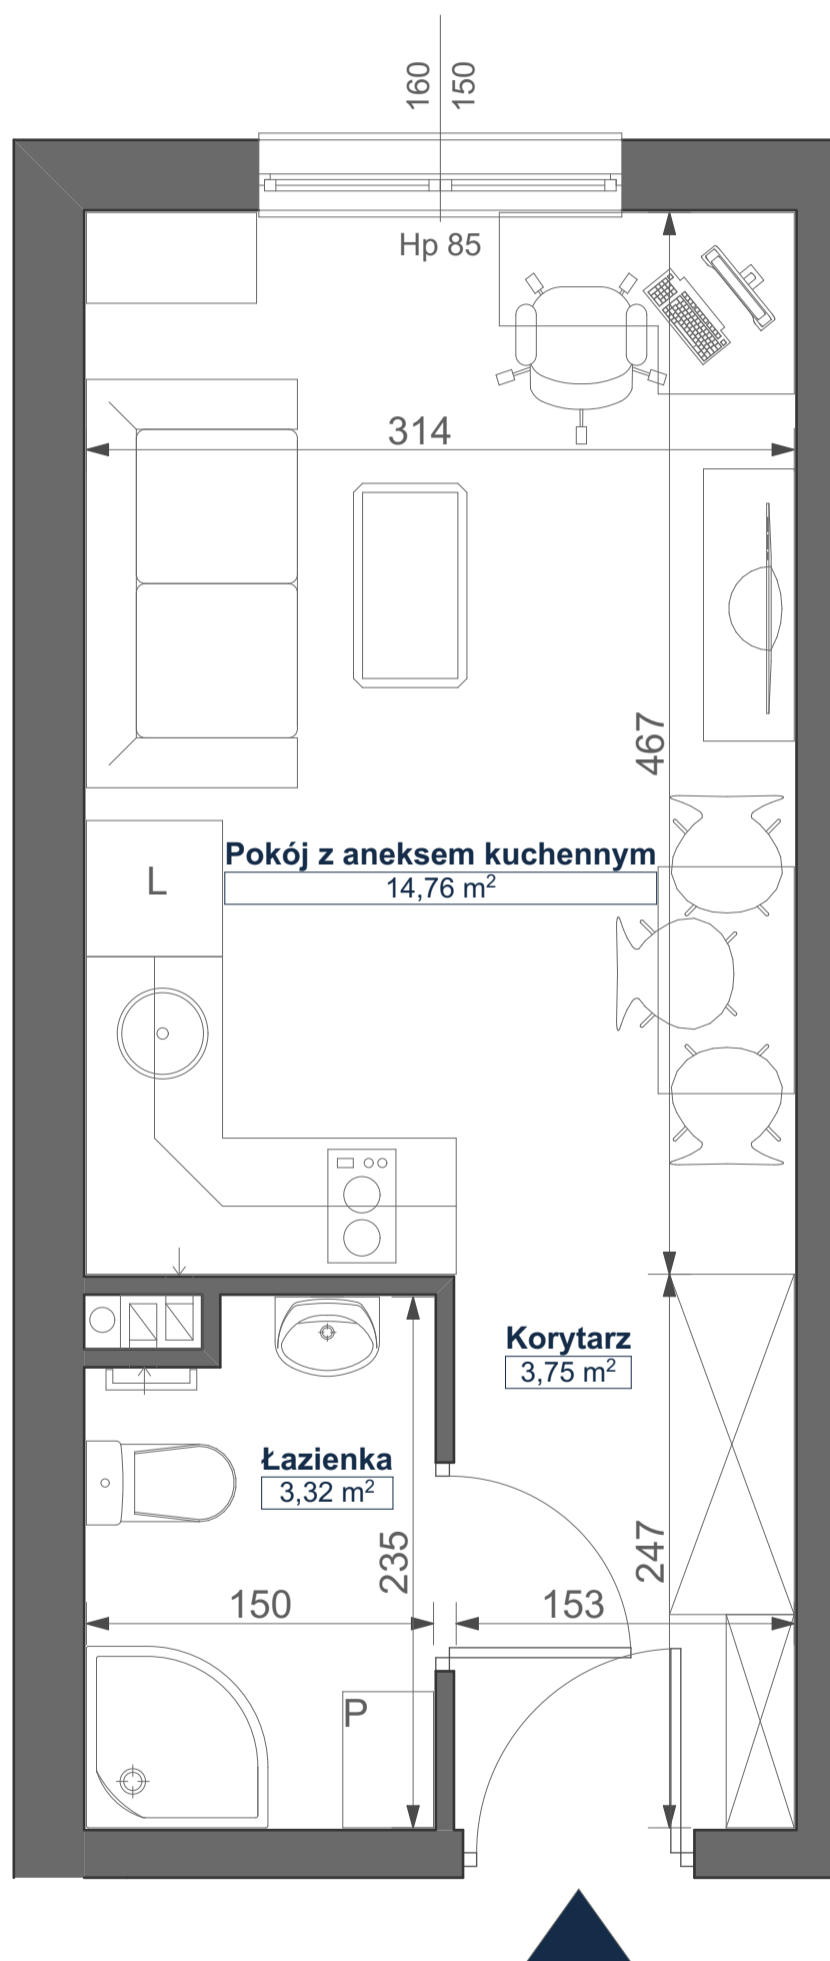 160
150
Hp 85
314
467
Pokój z aneksem kuchennym
14,76 m²
L
Korytarz
3,75 m²
Łazienka
3,32 m²
235
247
150
153
P